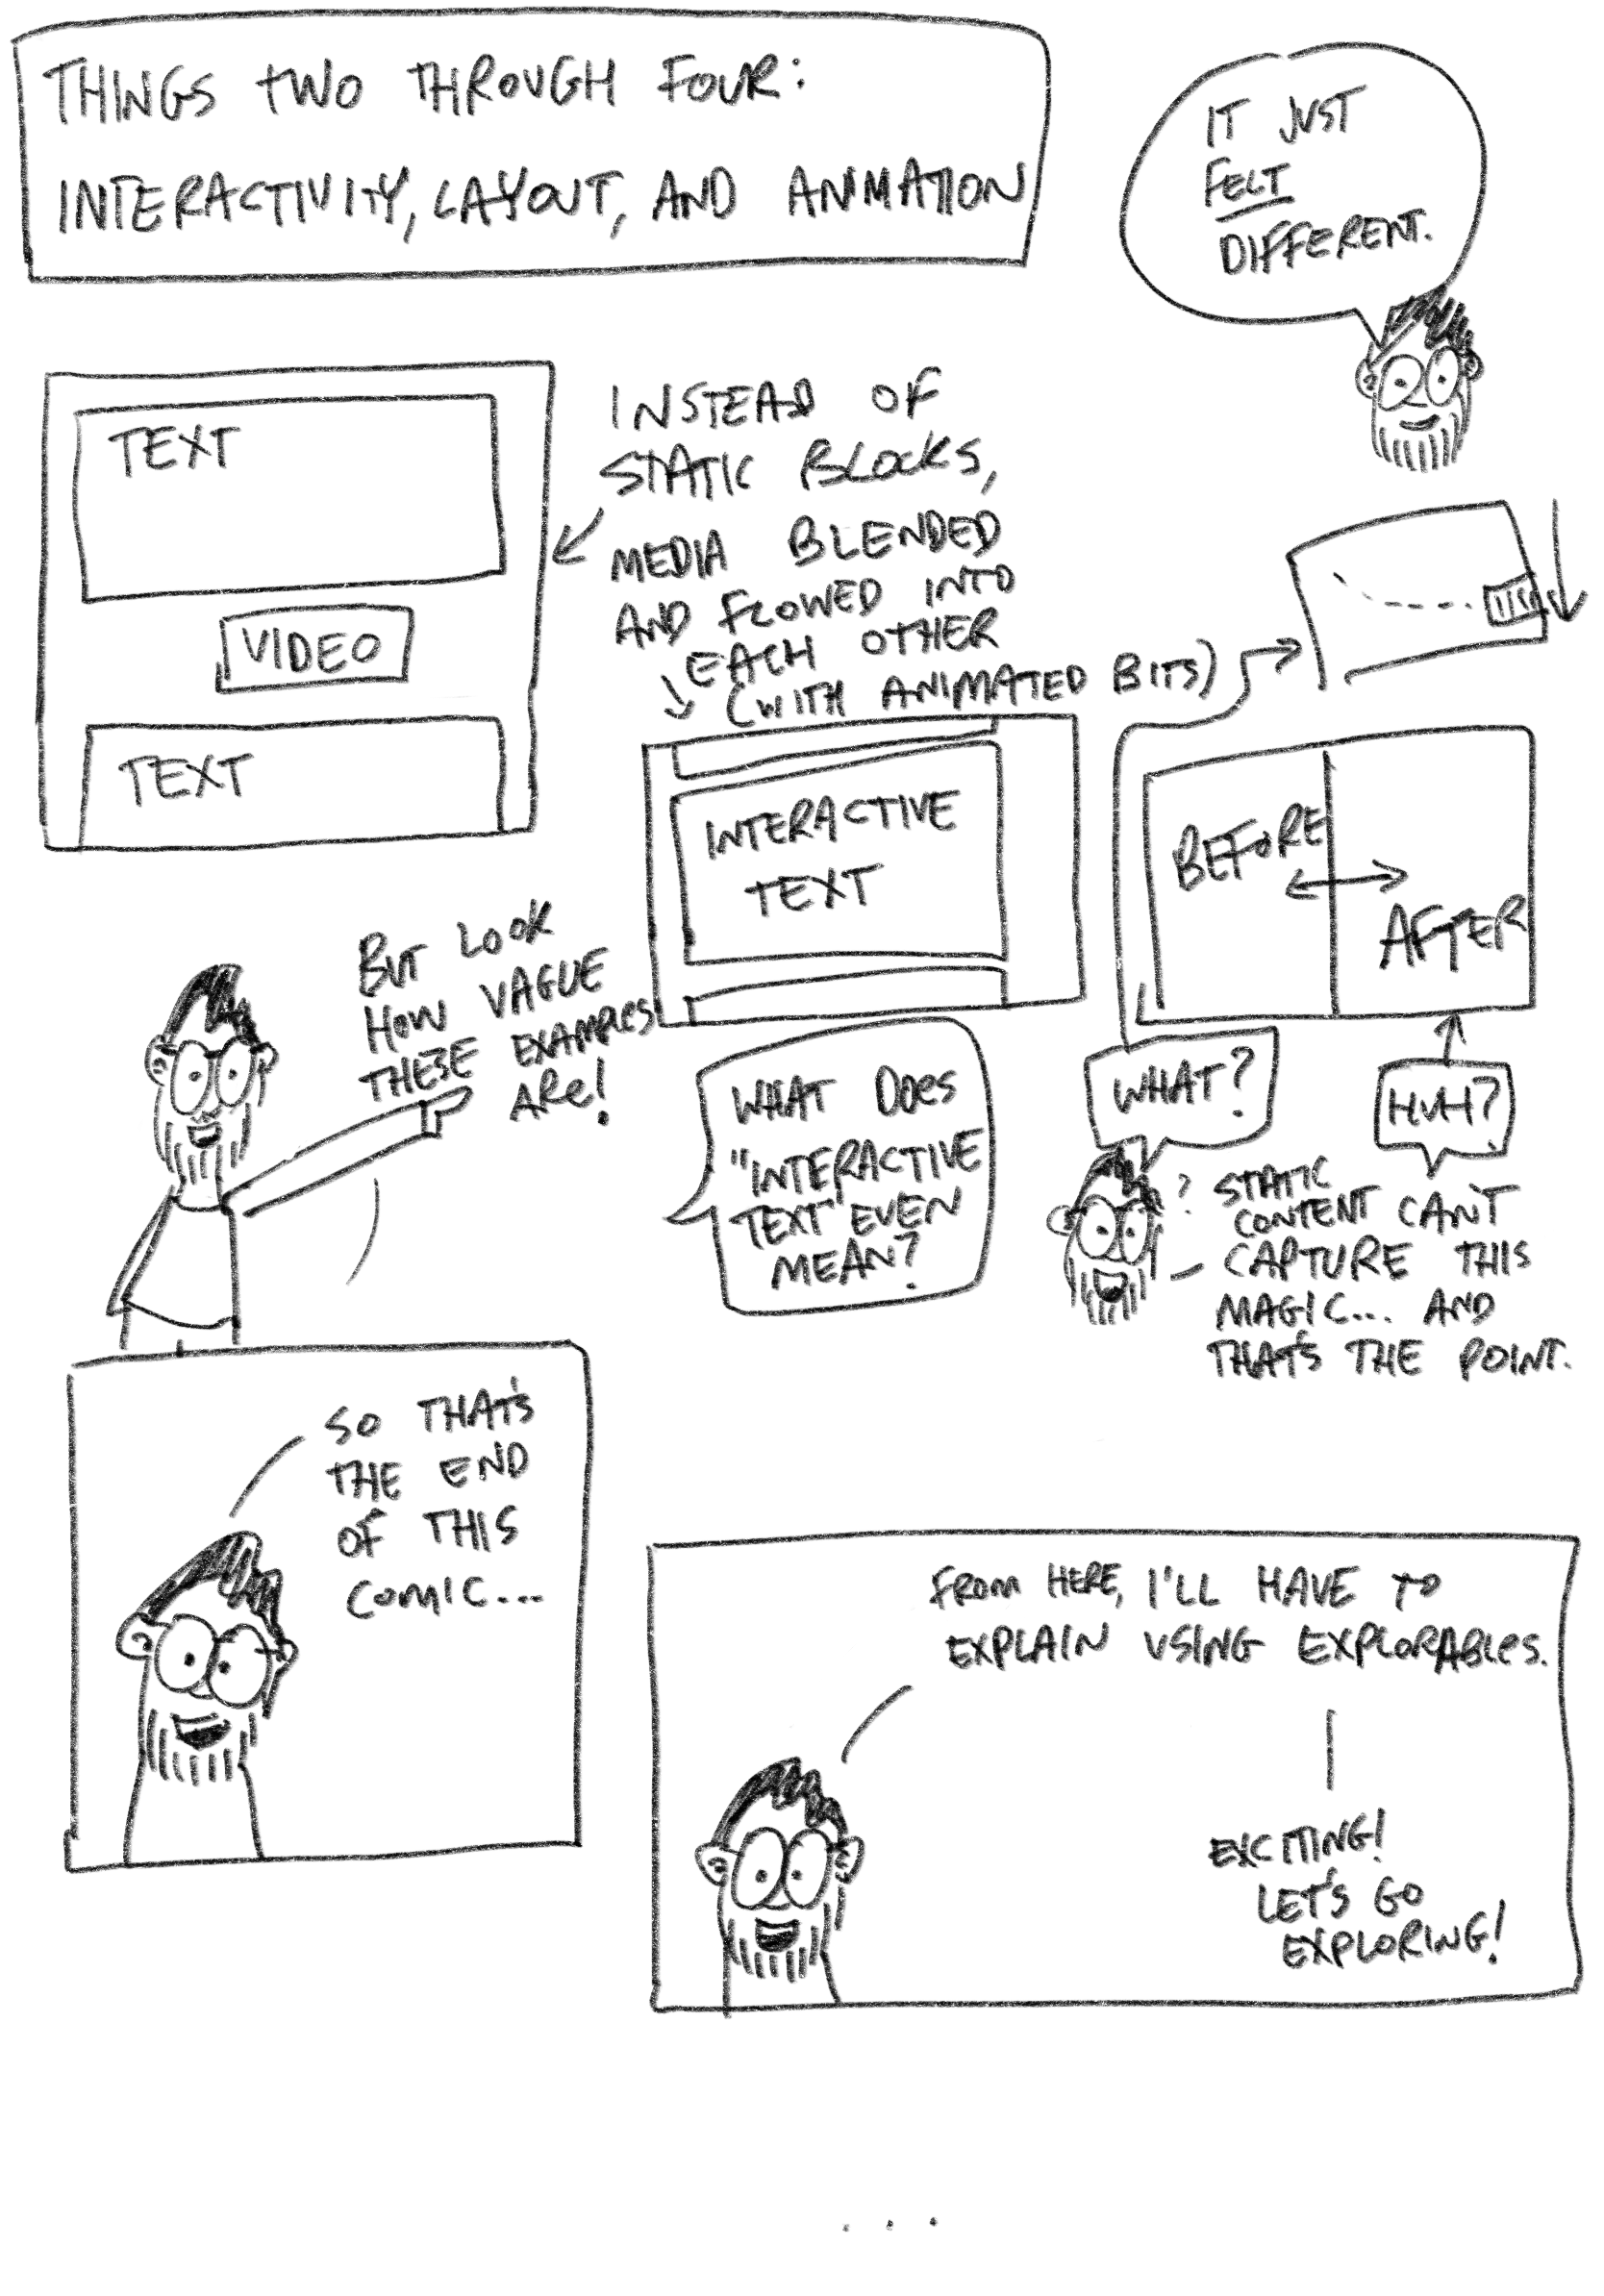 THINGS TWO THROUGH FOUR:
INTERACTIVITY, LAYOUT, AND ANIMATION
IT JUST
FELT
DIFFERENT.
TEXT
VIDEO
TEXT
INSTEAD OF
STATIC BLOCKS,
MEDIA BLENDED
AND FLOWED INTO
EACH OTHER
(WITH ANIMATED BITS)
INTERACTIVE
TEXT
BEFORE
AFTER
BUT LOOK
HOW VAGUE
THESE EXAMPLES
ARE!
WHAT DOES
"INTERACTIVE
TEXT" EVEN
MEAN?
WHAT?
HUH?
?
STATIC
CONTENT CAN'T
CAPTURE THIS
MAGIC... AND
THAT'S THE POINT.
SO THAT'S
THE END
OF THIS
COMIC...
FROM HERE, I'LL HAVE TO
EXPLAIN USING EXPLORABLES.
EXCITING!
LET'S GO
EXPLORING!
...